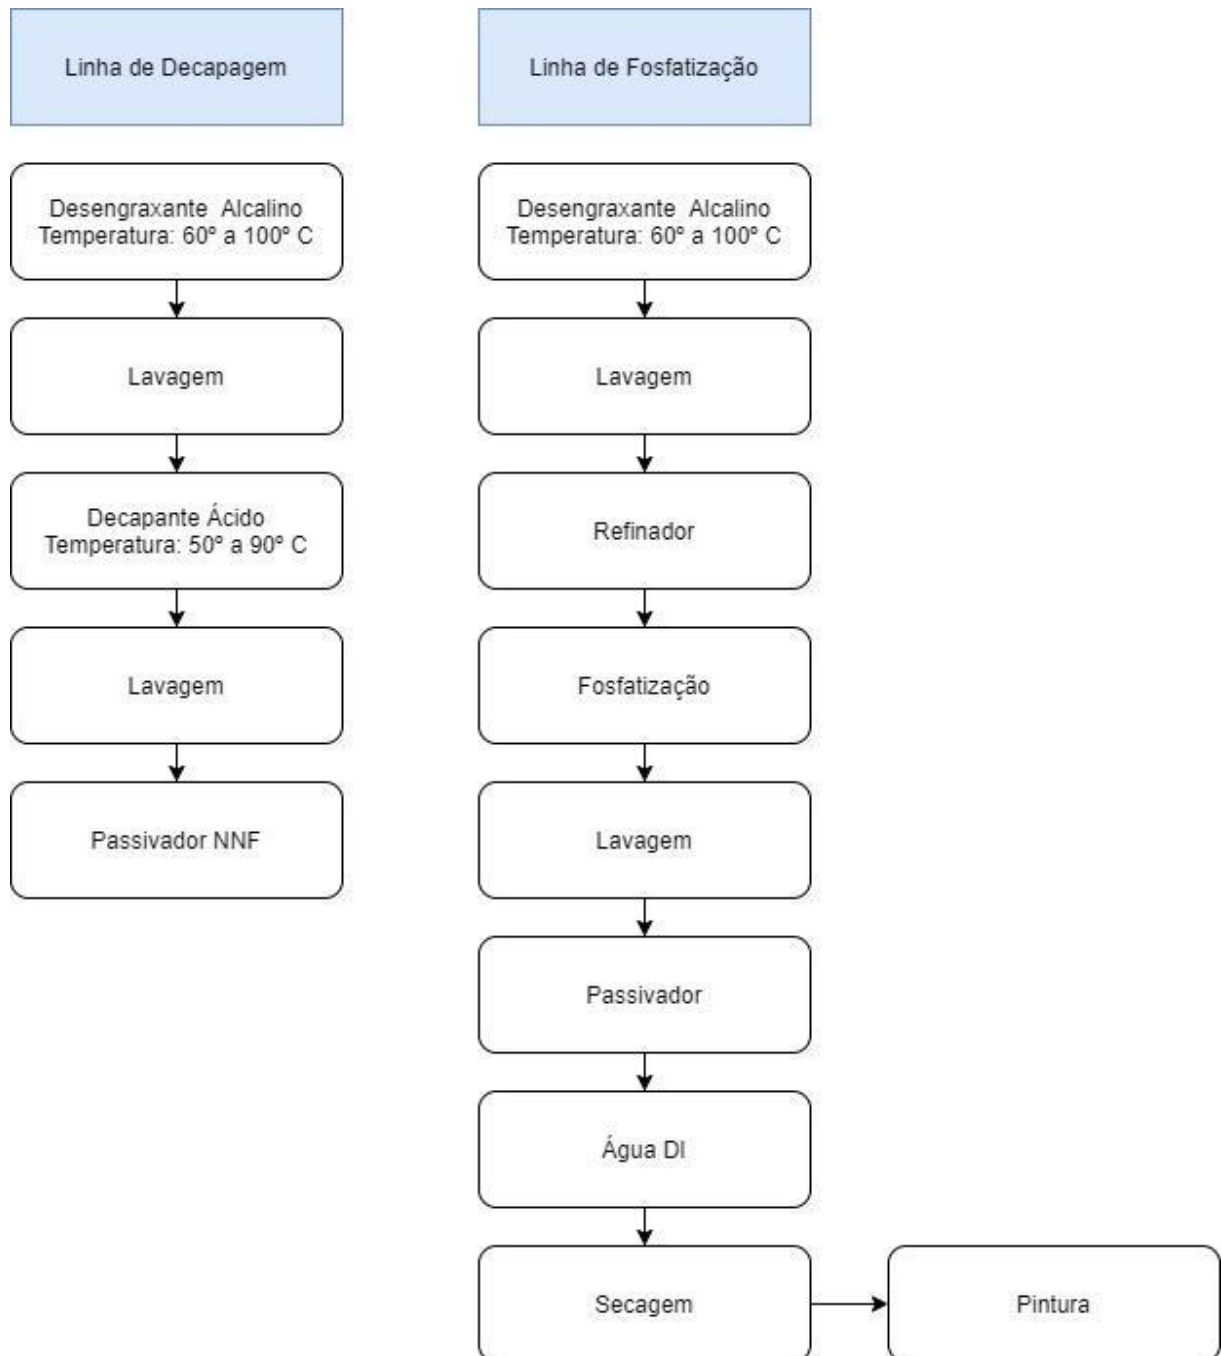 Linha de Decapagem
Desengraxante Alcalino
Temperatura: 60º a 100º C
Lavagem
Decapante Ácido
Temperatura: 50º a 90º C
Lavagem
Passivador NNF
Linha de Fosfatização
Desengraxante Alcalino
Temperatura: 60º a 100º C
Lavagem
Refinador
Fosfatização
Lavagem
Passivador
Água DI
Secagem
Pintura